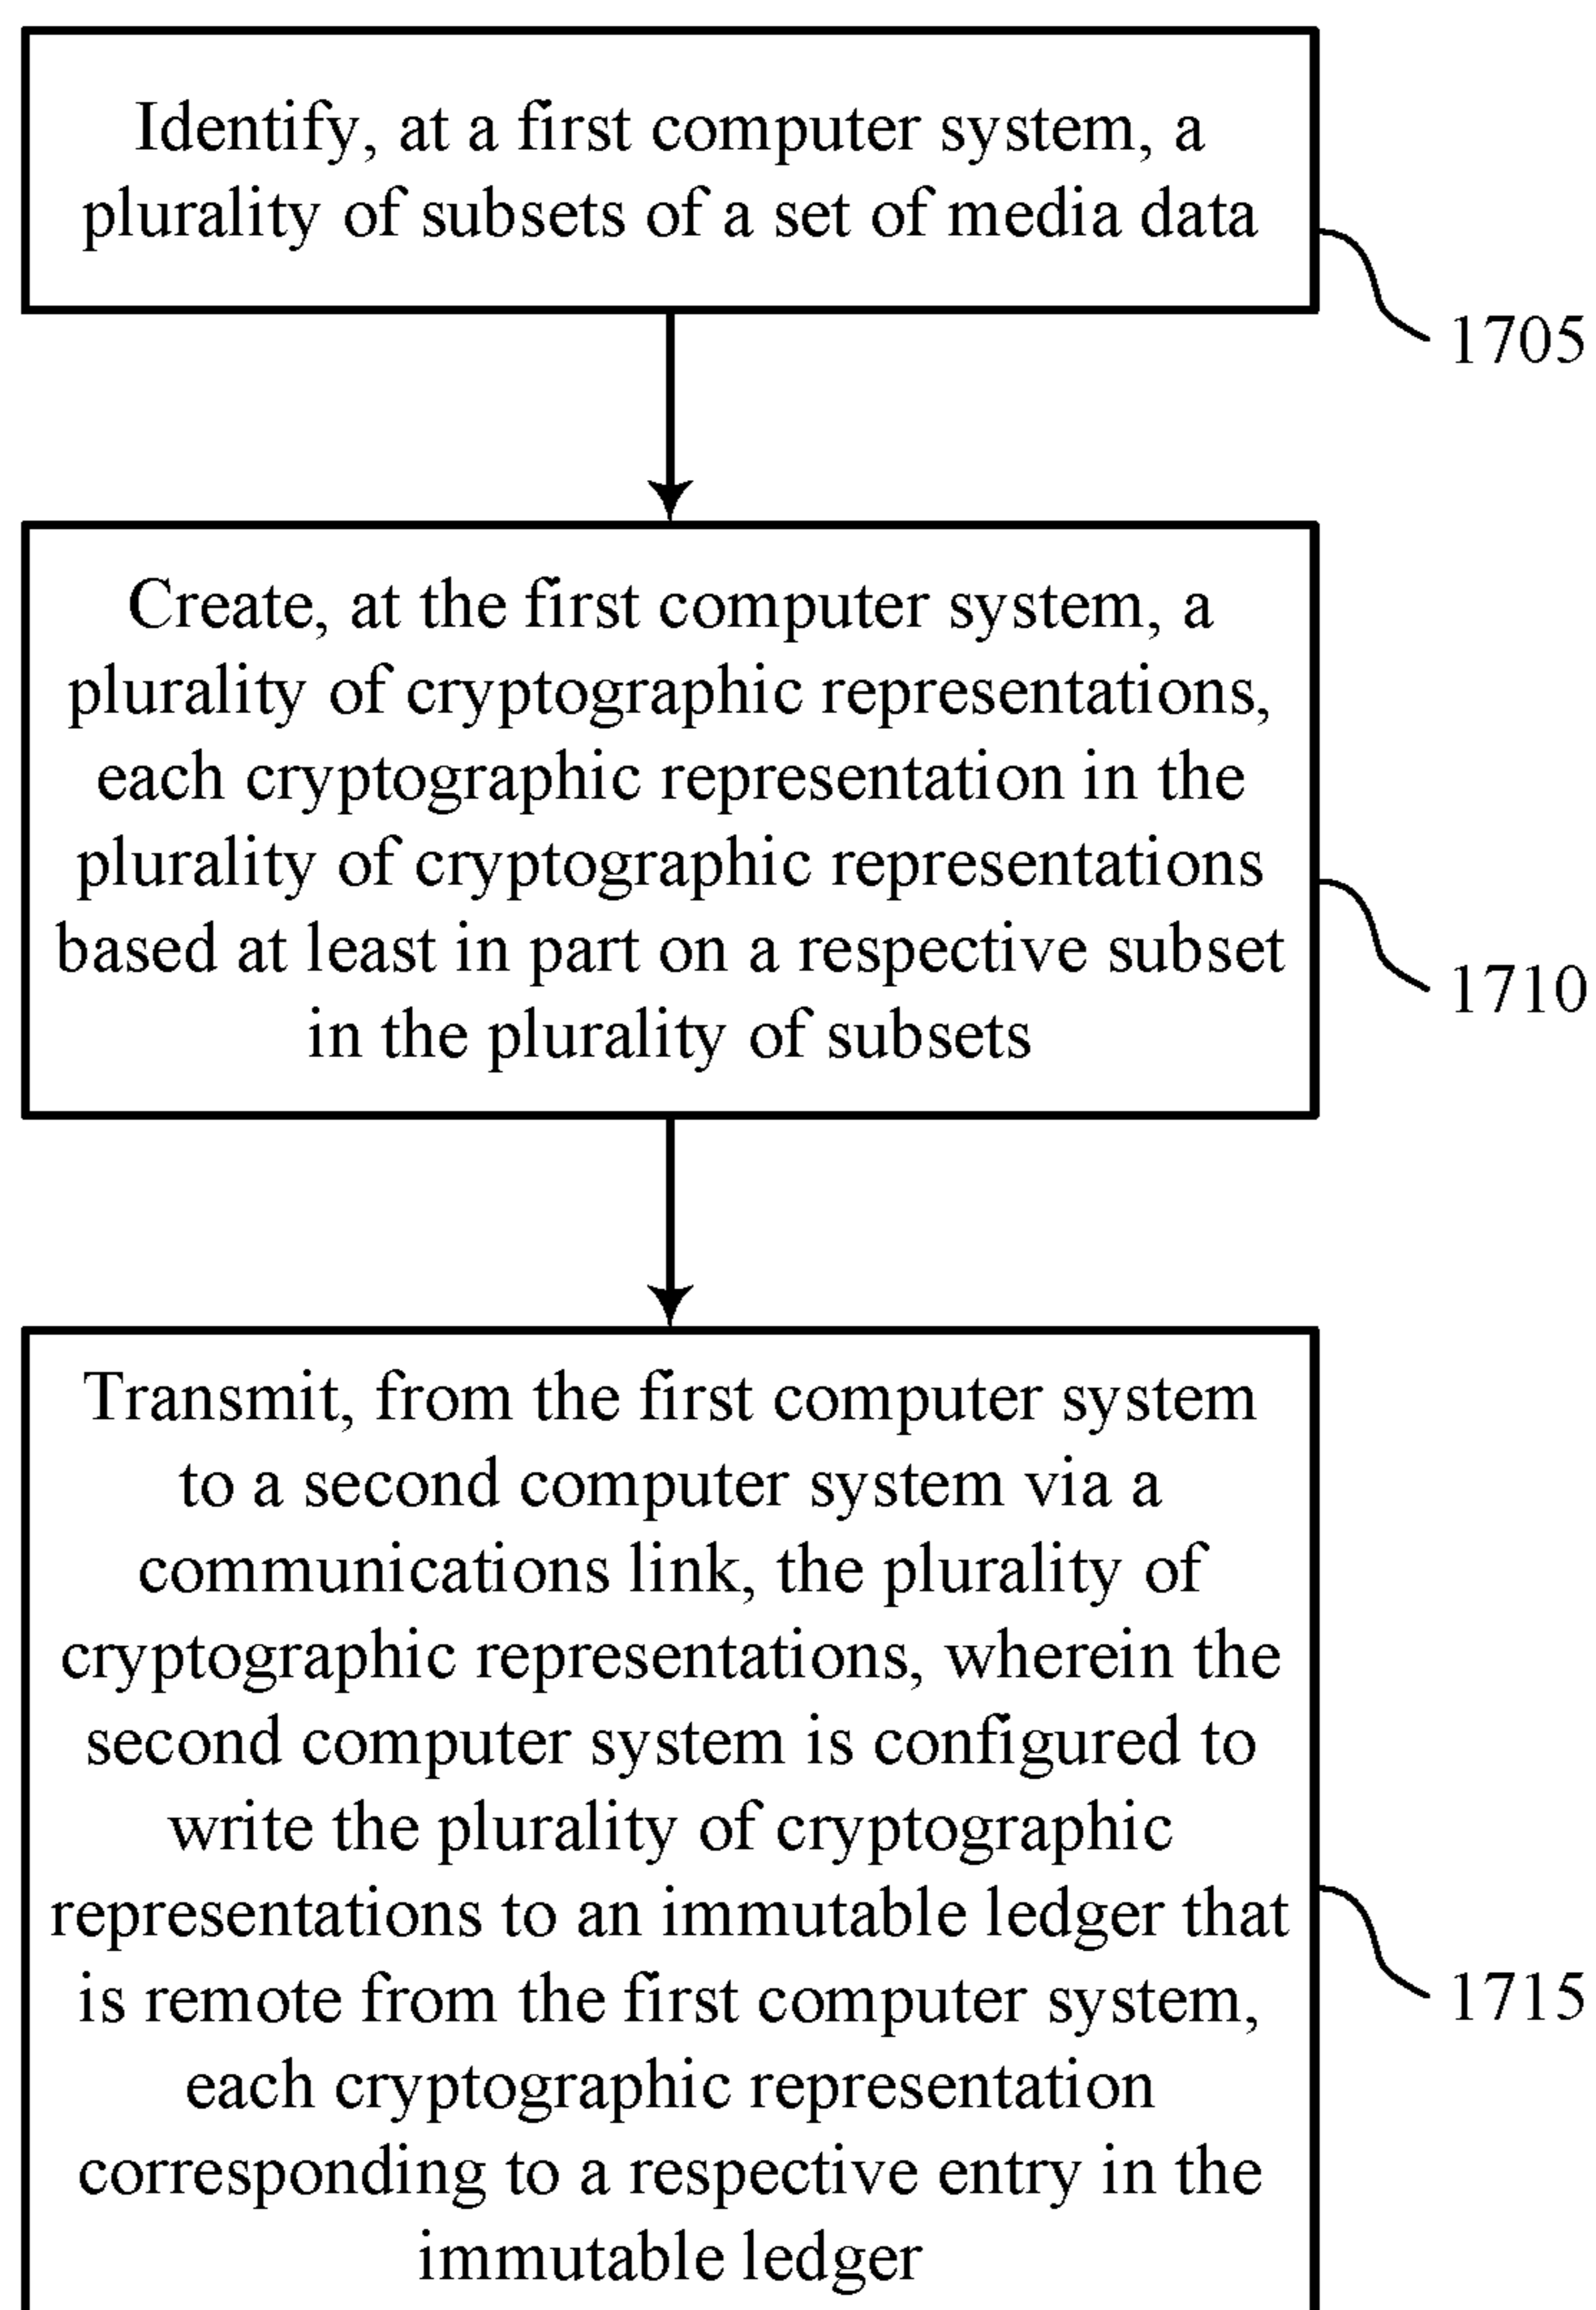 Identify, at a first computer system, a
plurality of subsets of a set of media data
1705
Create, at the first computer system, a
plurality of cryptographic representations,
each cryptographic representation in the
plurality of cryptographic representations
based at least in part on a respective subset
in the plurality of subsets
1710
Transmit, from the first computer system
to a second computer system via a
communications link, the plurality of
cryptographic representations, wherein the
second computer system is configured to
write the plurality of cryptographic
representations to an immutable ledger that
is remote from the first computer system,
each cryptographic representation
corresponding to a respective entry in the
immutable ledger
1715